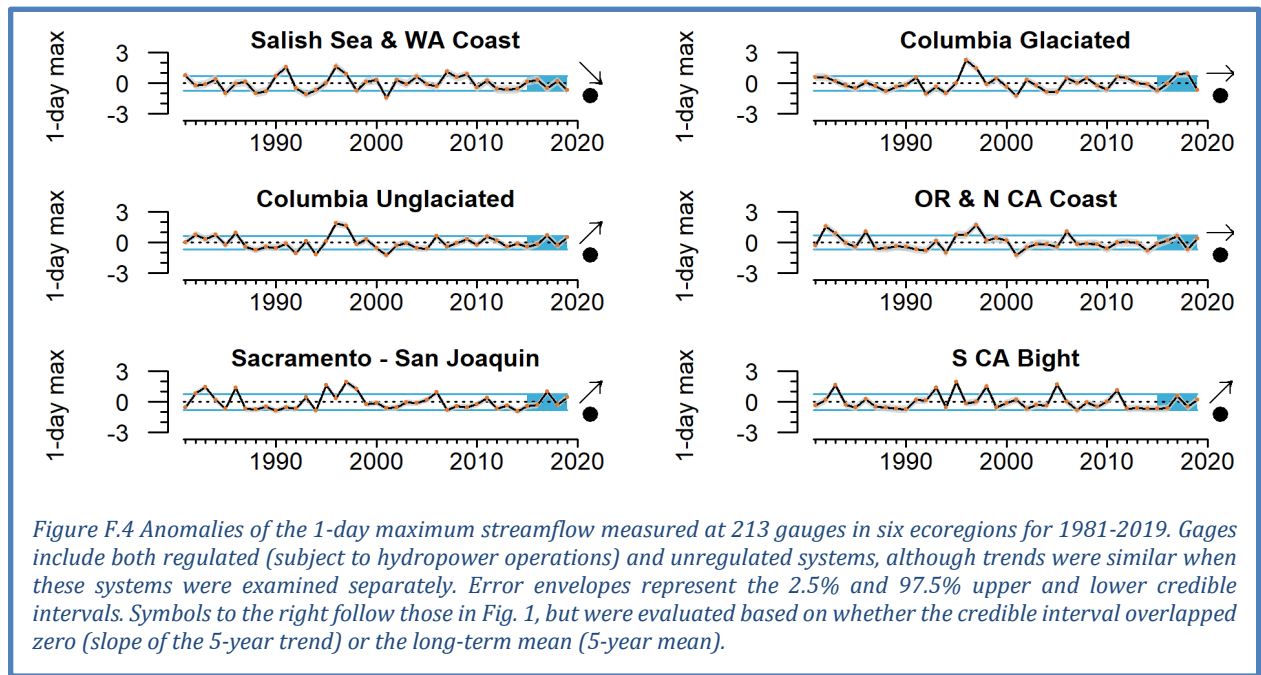 Salish Sea & WA Coast
1-day max
3
0
-3
1990
2000
2010
2020
Columbia Glaciated
1-day max
3
0
-3
1990
2000
2010
2020
Columbia Unglaciated
1-day max
3
0
-3
1990
2000
2010
2020
OR & N CA Coast
1-day max
3
0
-3
1990
2000
2010
2020
Sacramento - San Joaquin
1-day max
3
0
-3
1990
2000
2010
2020
S CA Bight
1-day max
3
0
-3
1990
2000
2010
2020
Figure F.4 Anomalies of the 1-day maximum streamflow measured at 213 gauges in six ecoregions for 1981-2019. Gages
include both regulated (subject to hydropower operations) and unregulated systems, although trends were similar when
these systems were examined separately. Error envelopes represent the 2.5% and 97.5% upper and lower credible
intervals. Symbols to the right follow those in Fig. 1, but were evaluated based on whether the credible interval overlapped
zero (slope of the 5-year trend) or the long-term mean (5-year mean).